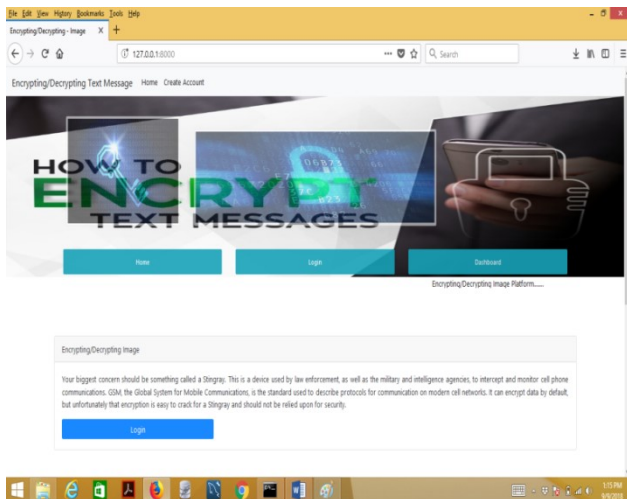 File Edit View History Bookmarks Tools Help
Encrypting/Decrypting - Image X +
127.0.0.1:8000 Search
Encrypting/Decrypting Text Message Home Create Account
HOW TO
ENCRYPT
TEXT MESSAGES
Home Login Dashboard
Encrypting/Decrypting Image Platform......
Encrypting/Decrypting Image
Your biggest concern should be something called a Stingray. This is a device used by law enforcement, as well as the military and intelligence agencies, to intercept and monitor cell phone
communications. GSM, the Global System for Mobile Communications, is the standard used to describe protocols for communication on modern cell networks. It can encrypt data by default,
but unfortunately that encryption is easy to crack for a Stingray and should not be relied upon for security.
Login
1:15 PM
9/9/2018